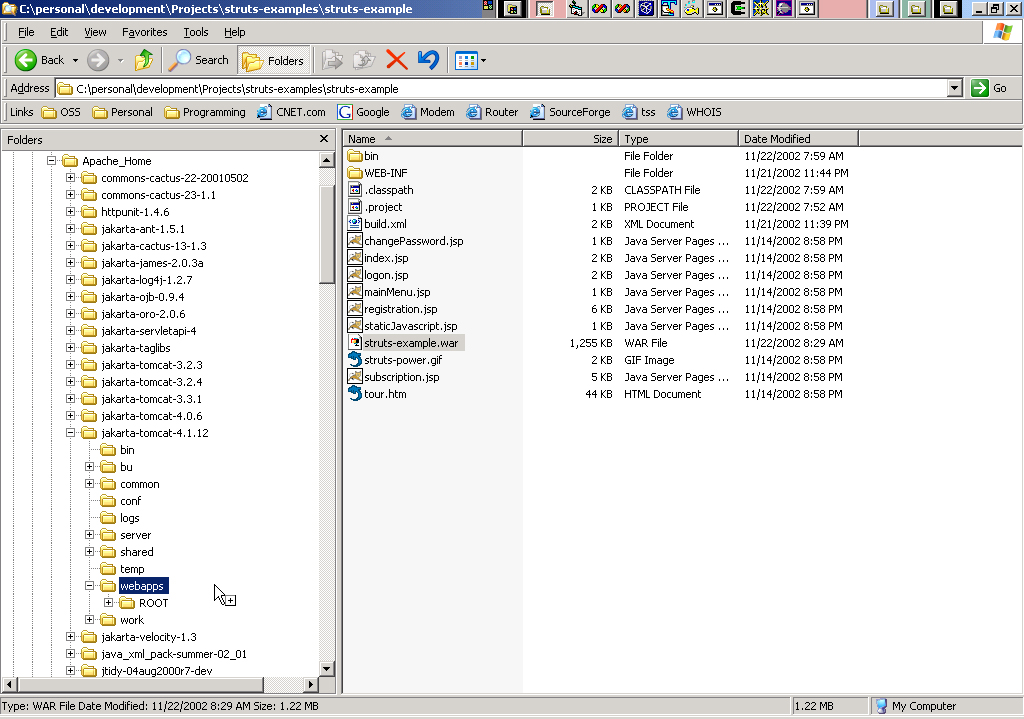 C:\personal\development\Projects\struts-examples\struts-example
File Edit View Favorites Tools Help
Back Search Folders
Address C:\personal\development\Projects\struts-examples\struts-example Go
Links OSS Personal Programming CNET.com Google Modem Router SourceForge tss WHOIS
Folders
Apache_Home
commons-cactus-22-20010502
commons-cactus-23-1.1
httpunit-1.4.6
jakarta-ant-1.5.1
jakarta-cactus-13-1.3
jakarta-james-2.0.3a
jakarta-log4j-1.2.7
jakarta-ojb-0.9.4
jakarta-oro-2.0.6
jakarta-servletapi-4
jakarta-taglibs
jakarta-tomcat-3.2.3
jakarta-tomcat-3.2.4
jakarta-tomcat-3.3.1
jakarta-tomcat-4.0.6
jakarta-tomcat-4.1.12
bin
bu
common
conf
logs
server
shared
temp
webapps
ROOT
work
jakarta-velocity-1.3
java_xml_pack-summer-02_01
jtidy-04aug2000r7-dev
Name Size Type Date Modified
bin File Folder 11/22/2002 7:59 AM
WEB-INF File Folder 11/21/2002 11:44 PM
.classpath 2 KB CLASSPATH File 11/22/2002 7:59 AM
.project 1 KB PROJECT File 11/22/2002 7:52 AM
build.xml 2 KB XML Document 11/21/2002 11:39 PM
changePassword.jsp 1 KB Java Server Pages ... 11/14/2002 8:58 PM
index.jsp 2 KB Java Server Pages ... 11/14/2002 8:58 PM
logon.jsp 2 KB Java Server Pages ... 11/14/2002 8:58 PM
mainMenu.jsp 1 KB Java Server Pages ... 11/14/2002 8:58 PM
registration.jsp 6 KB Java Server Pages ... 11/14/2002 8:58 PM
staticJavascript.jsp 1 KB Java Server Pages ... 11/14/2002 8:58 PM
struts-example.war 1,255 KB WAR File 11/22/2002 8:29 AM
struts-power.gif 2 KB GIF Image 11/14/2002 8:58 PM
subscription.jsp 5 KB Java Server Pages ... 11/14/2002 8:58 PM
tour.htm 44 KB HTML Document 11/14/2002 8:58 PM
Type: WAR File Date Modified: 11/22/2002 8:29 AM Size: 1.22 MB 1.22 MB My Computer